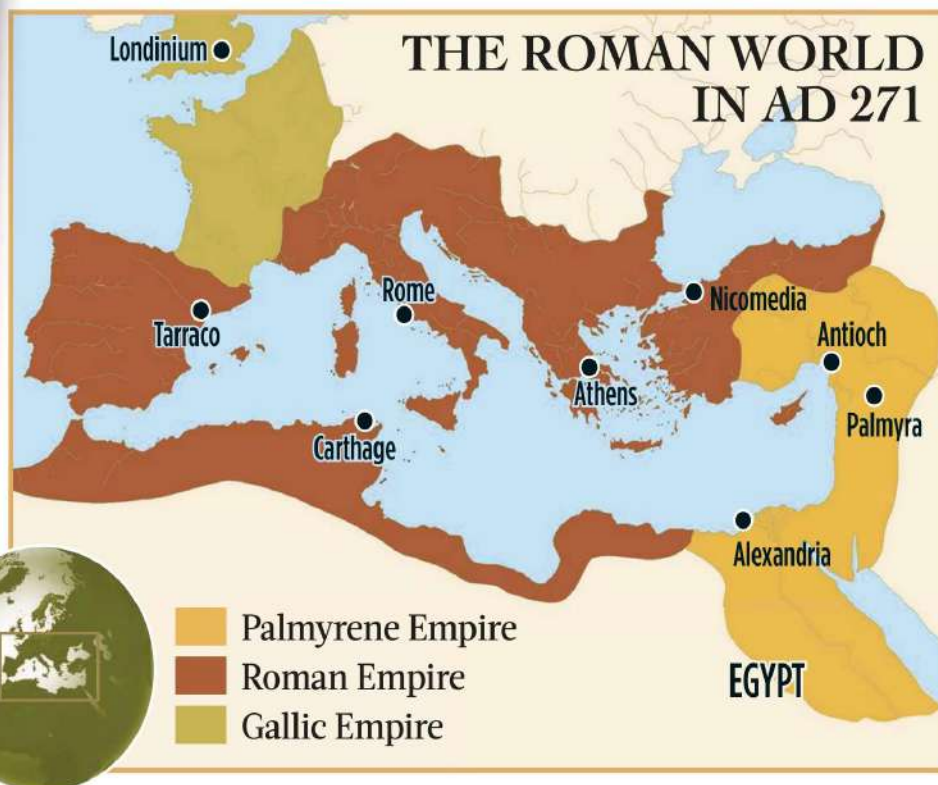 THE ROMAN WORLD
IN AD 271
Londinium
Tarraco
Rome
Nicomedia
Antioch
Athens
Palmyra
Carthage
Alexandria
EGYPT
Palmyrene Empire
Roman Empire
Gallic Empire